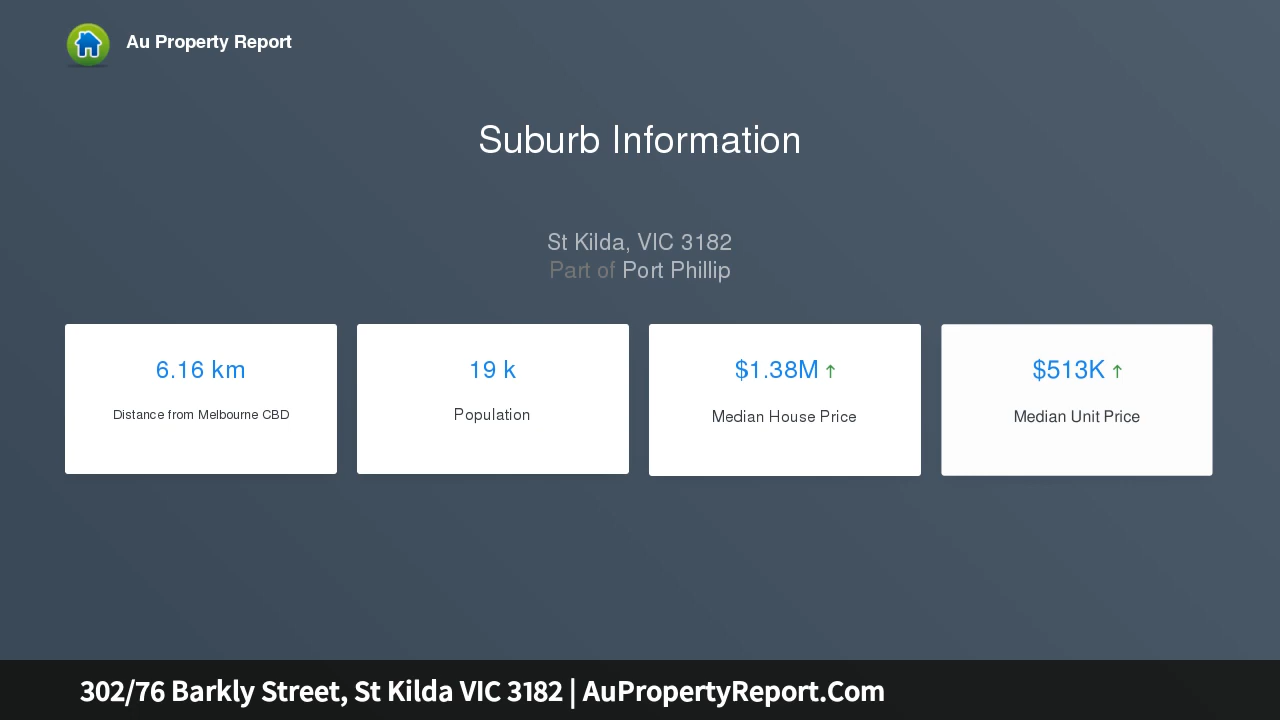 Au Property Report
Suburb Information
St Kilda, VIC 3182
Part of Port Phillip
6.16 km
Distance from Melbourne CBD
19 k
Population
$1.38M ↑
Median House Price
$513K ↑
Median Unit Price
302/76 Barkly Street, St Kilda VIC 3182 | AuPropertyReport.Com